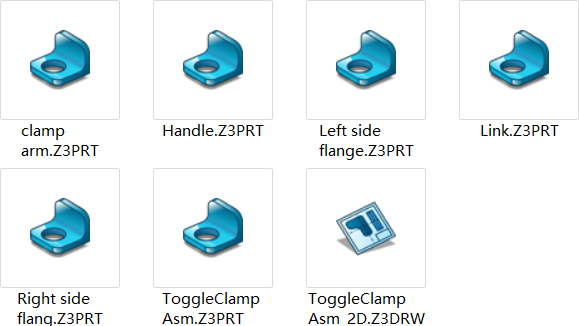 clamp
arm.Z3PRT
Handle.Z3PRT
Left side
flange.Z3PRT
Link.Z3PRT
Right side
flang.Z3PRT
ToggleClamp
Asm.Z3PRT
ToggleClamp
Asm_2D.Z3DRW